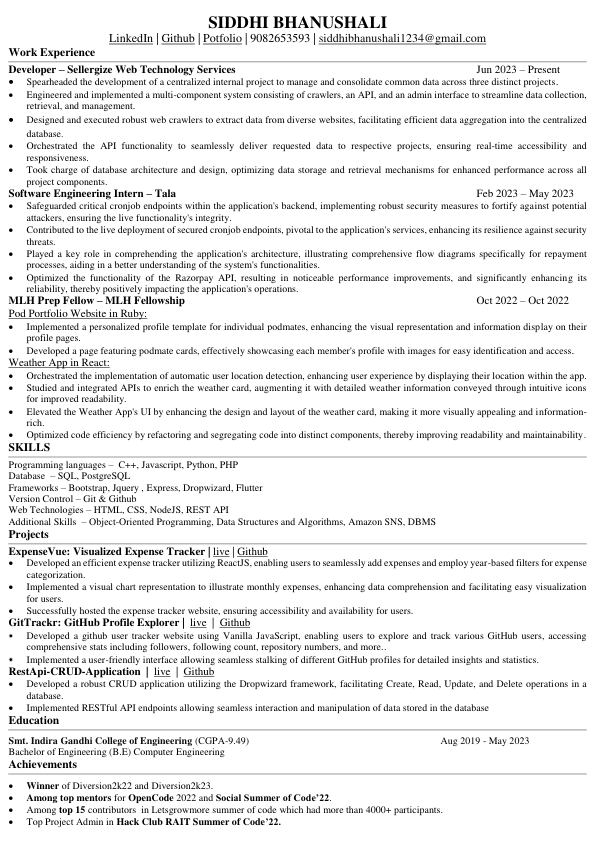 SIDDHI BHANUSHALI
LinkedIn | Github | Potfolio | 9082653593 | siddhibhanushali1234@gmail.com
Work Experience
Developer – Sellergize Web Technology Services Jun 2023 – Present
• Spearheaded the development of a centralized internal project to manage and consolidate common data across three distinct projects.
• Engineered and implemented a multi-component system consisting of crawlers, an API, and an admin interface to streamline data collection,
retrieval, and management.
• Designed and executed robust web crawlers to extract data from diverse websites, facilitating efficient data aggregation into the centralized
database.
• Orchestrated the API functionality to seamlessly deliver requested data to respective projects, ensuring real-time accessibility and
responsiveness.
• Took charge of database architecture and design, optimizing data storage and retrieval mechanisms for enhanced performance across all
project components.
Software Engineering Intern – Tala Feb 2023 – May 2023
• Safeguarded critical cronjob endpoints within the application's backend, implementing robust security measures to fortify against potential
attackers, ensuring the live functionality's integrity.
• Contributed to the live deployment of secured cronjob endpoints, pivotal to the application's services, enhancing its resilience against security
threats.
• Played a key role in comprehending the application's architecture, illustrating comprehensive flow diagrams specifically for repayment
processes, aiding in a better understanding of the system's functionalities.
• Optimized the functionality of the Razorpay API, resulting in noticeable performance improvements, and significantly enhancing its
reliability, thereby positively impacting the application's operations.
MLH Prep Fellow – MLH Fellowship Oct 2022 – Oct 2022
Pod Portfolio Website in Ruby:
• Implemented a personalized profile template for individual podmates, enhancing the visual representation and information display on their
profile pages.
• Developed a page featuring podmate cards, effectively showcasing each member's profile with images for easy identification and access.
Weather App in React:
• Orchestrated the implementation of automatic user location detection, enhancing user experience by displaying their location within the app.
• Studied and integrated APIs to enrich the weather card, augmenting it with detailed weather information conveyed through intuitive icons
for improved readability.
• Elevated the Weather App's UI by enhancing the design and layout of the weather card, making it more visually appealing and information-
rich.
• Optimized code efficiency by refactoring and segregating code into distinct components, thereby improving readability and maintainability.
SKILLS
Programming languages – C++, Javascript, Python, PHP
Database – SQL, PostgreSQL
Frameworks – Bootstrap, Jquery , Express, Dropwizard, Flutter
Version Control – Git & Github
Web Technologies – HTML, CSS, NodeJS, REST API
Additional Skills – Object-Oriented Programming, Data Structures and Algorithms, Amazon SNS, DBMS
Projects
ExpenseVue: Visualized Expense Tracker | live | Github
• Developed an efficient expense tracker utilizing ReactJS, enabling users to seamlessly add expenses and employ year-based filters for expense
categorization.
• Implemented a visual chart representation to illustrate monthly expenses, enhancing data comprehension and facilitating easy visualization
for users.
• Successfully hosted the expense tracker website, ensuring accessibility and availability for users.
GitTrackr: GitHub Profile Explorer | live | Github
• Developed a github user tracker website using Vanilla JavaScript, enabling users to explore and track various GitHub users, accessing
comprehensive stats including followers, following count, repository numbers, and more..
• Implemented a user-friendly interface allowing seamless stalking of different GitHub profiles for detailed insights and statistics.
RestApi-CRUD-Application | live | Github
• Developed a robust CRUD application utilizing the Dropwizard framework, facilitating Create, Read, Update, and Delete operations in a
database.
• Implemented RESTful API endpoints allowing seamless interaction and manipulation of data stored in the database
Education
Smt. Indira Gandhi College of Engineering (CGPA-9.49) Aug 2019 - May 2023
Bachelor of Engineering (B.E) Computer Engineering
Achievements
• Winner of Diversion2k22 and Diversion2k23.
• Among top mentors for OpenCode 2022 and Social Summer of Code’22.
• Among top 15 contributors in Letsgrowmore summer of code which had more than 4000+ participants.
• Top Project Admin in Hack Club RAIT Summer of Code’22.